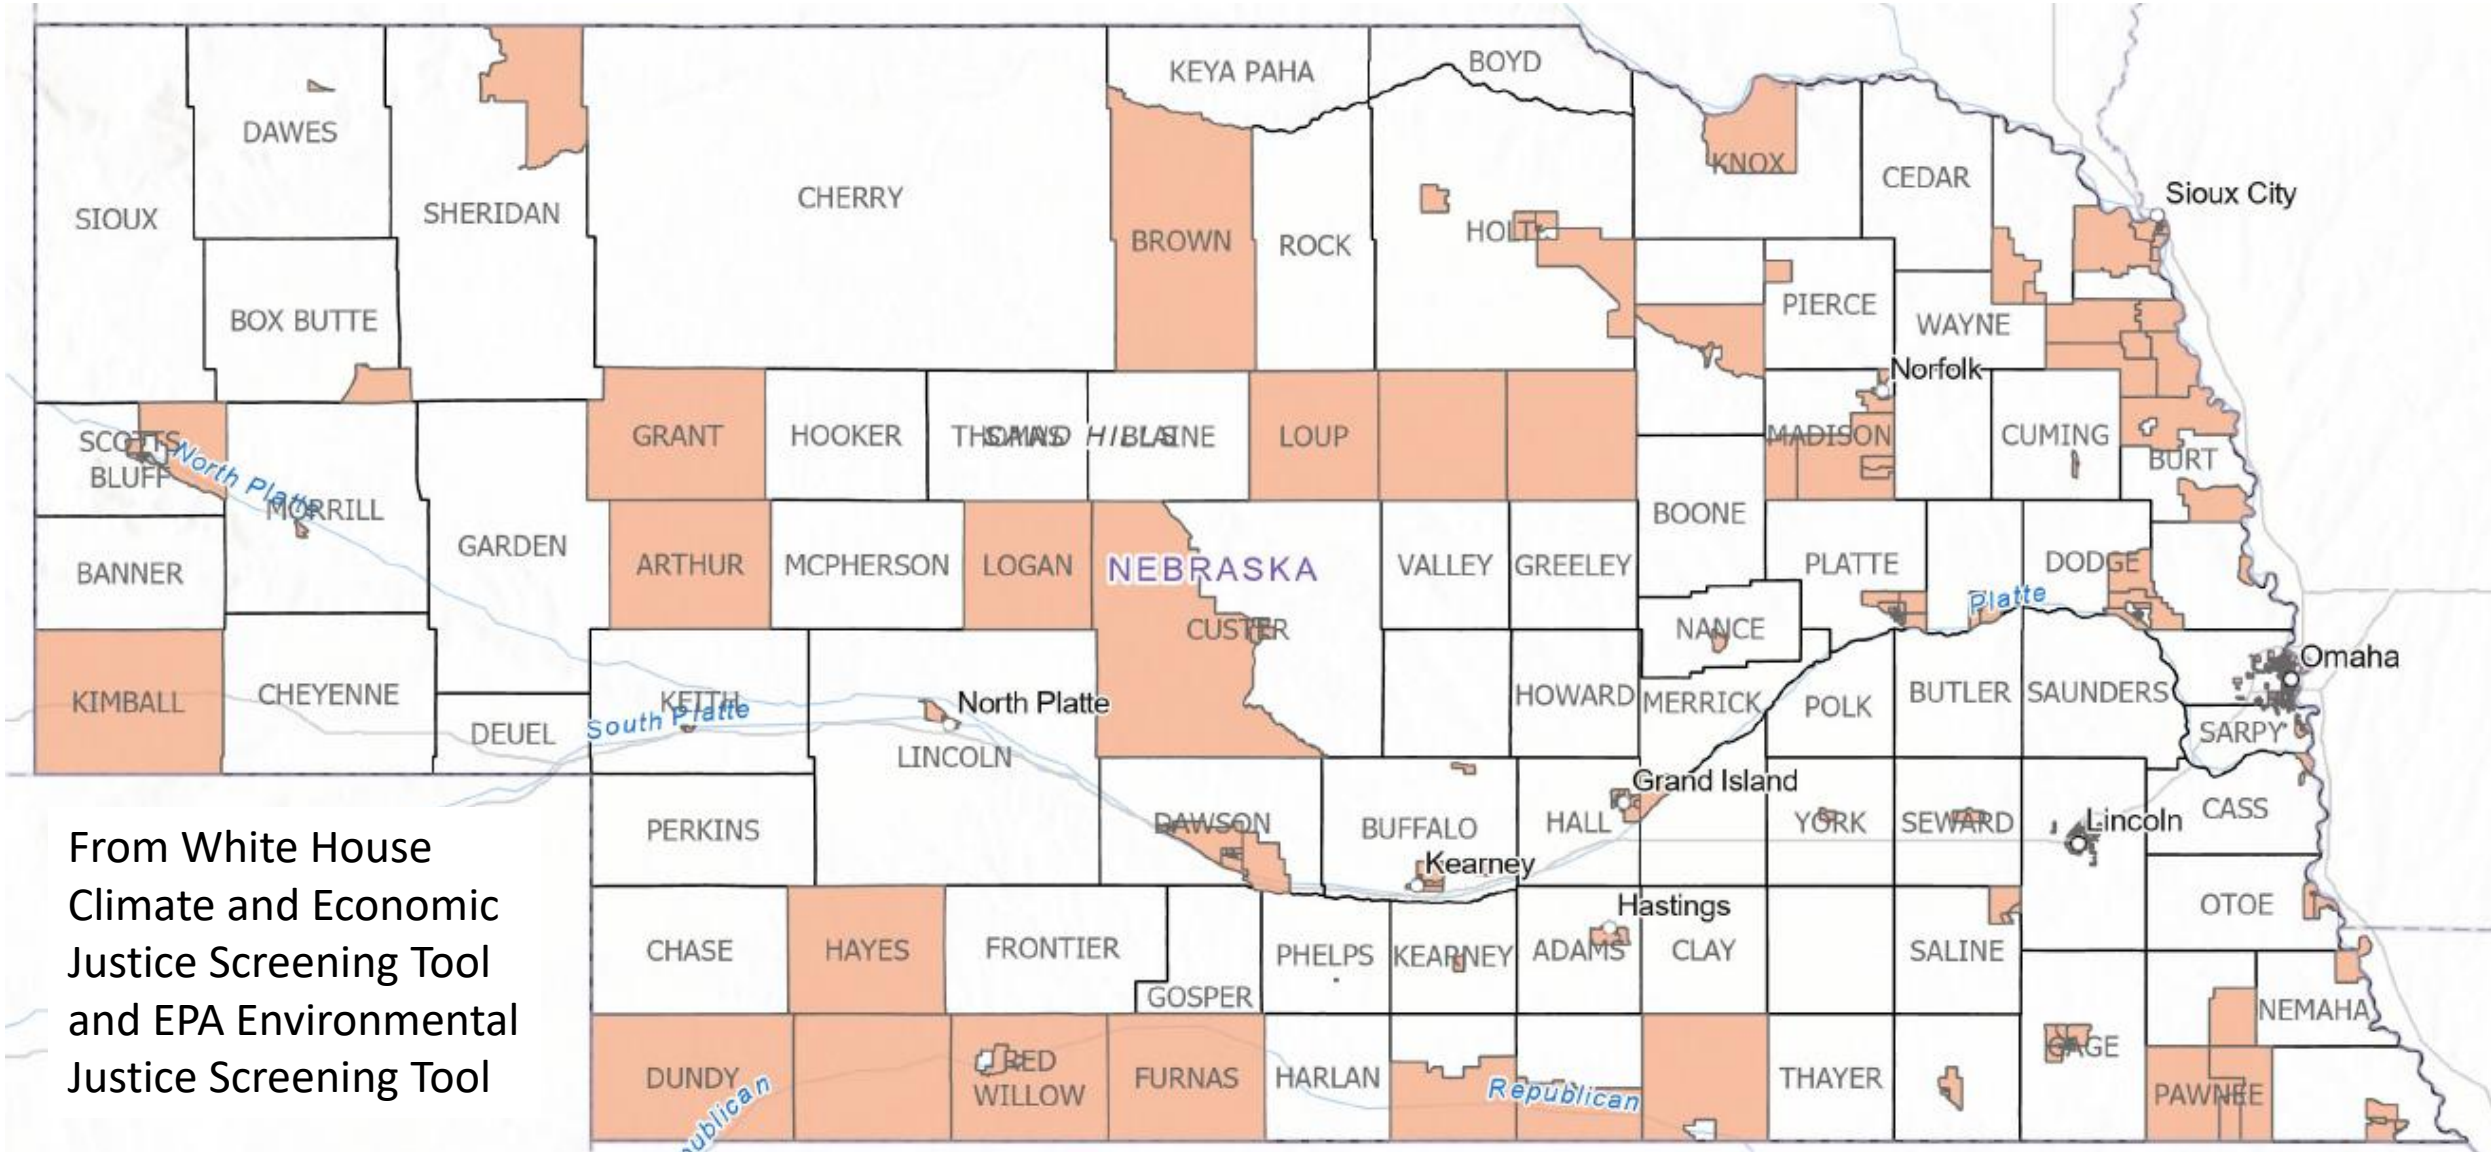 KEYA PAHA
BOYD
DAWES
KNOX
CEDAR
Sioux City
SIOUX
SHERIDAN
CHERRY
BROWN
ROCK
HOLT
BOX BUTTE
PIERCE
WAYNE
Norfolk
SCOTTS
BLUFF
North Platte
MORRILL
GRANT
HOOKER
THOMAS
SAND HILLS
BLAINE
LOUP
MADISON
CUMING
BURT
BOONE
GARDEN
BANNER
ARTHUR
MCPHERSON
LOGAN
NEBRASKA
VALLEY
GREELEY
PLATTE
DODGE
Platte
CUSTER
NANCE
Omaha
KIMBALL
CHEYENNE
KEITH
South Platte
North Platte
HOWARD
MERRICK
POLK
BUTLER
SAUNDERS
SARPY
DEUEL
LINCOLN
Grand Island
PERKINS
DAWSON
BUFFALO
HALL
YORK
SEWARD
Lincoln
CASS
Kearney
Hastings
OTOE
CHASE
HAYES
FRONTIER
GOSPER
PHELPS
KEARNEY
ADAMS
CLAY
SALINE
NEMAHA
DUNDY
publican
RED
WILLOW
FURNAS
HARLAN
Republican
THAYER
GAGE
PAWNEE
From White House
Climate and Economic
Justice Screening Tool
and EPA Environmental
Justice Screening Tool